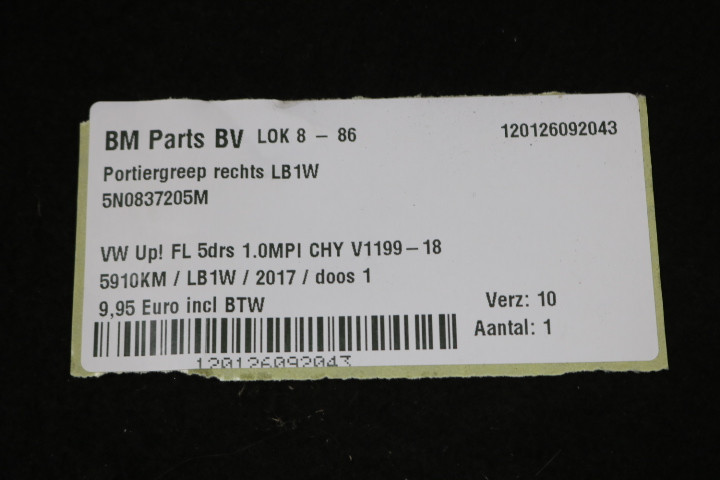 BM Parts BV LOK 8 - 86 120126092043
Portiergreep rechts LB1W
5N0837205M
VW Up! FL 5drs 1.0MPI CHY V1199-18
5910KM / LB1W / 2017 / doos 1
9,95 Euro incl BTW
Verz: 10
Aantal: 1
120126092043